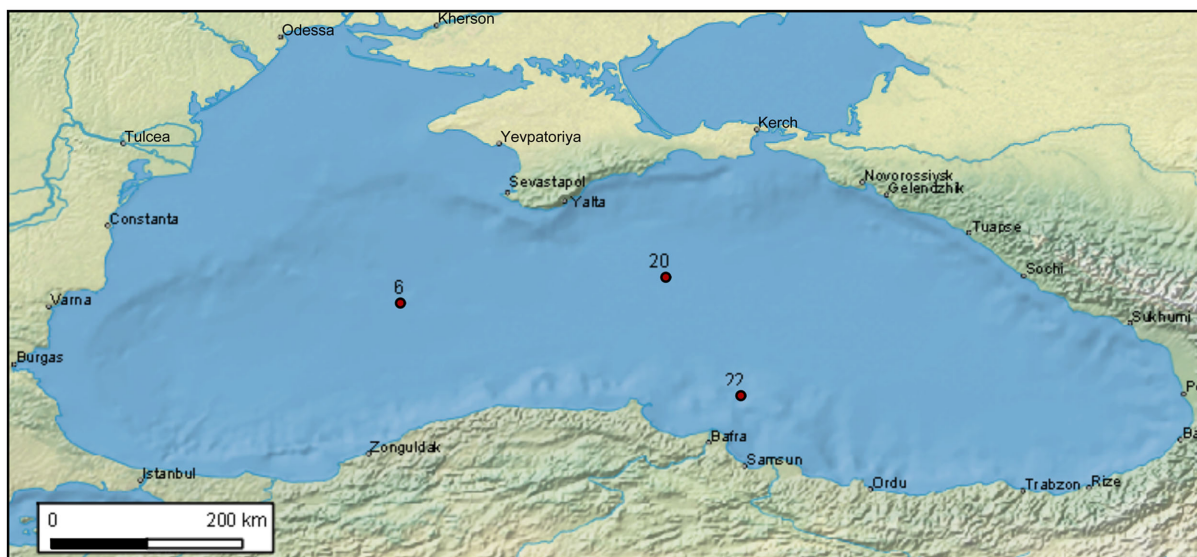 Kherson
Odessa
Tulcea
Kerch
Yevpatoriya
Novorossiysk
Sevastapol
Gelendzhik
Yalta
Constanta
Tuapse
20
Sochi
6
Varna
Sukhumi
Burgas
22
Bafra
Zonguldak
Samsun
Istanbul
Ordu
Trabzon
Rize
0 200 km